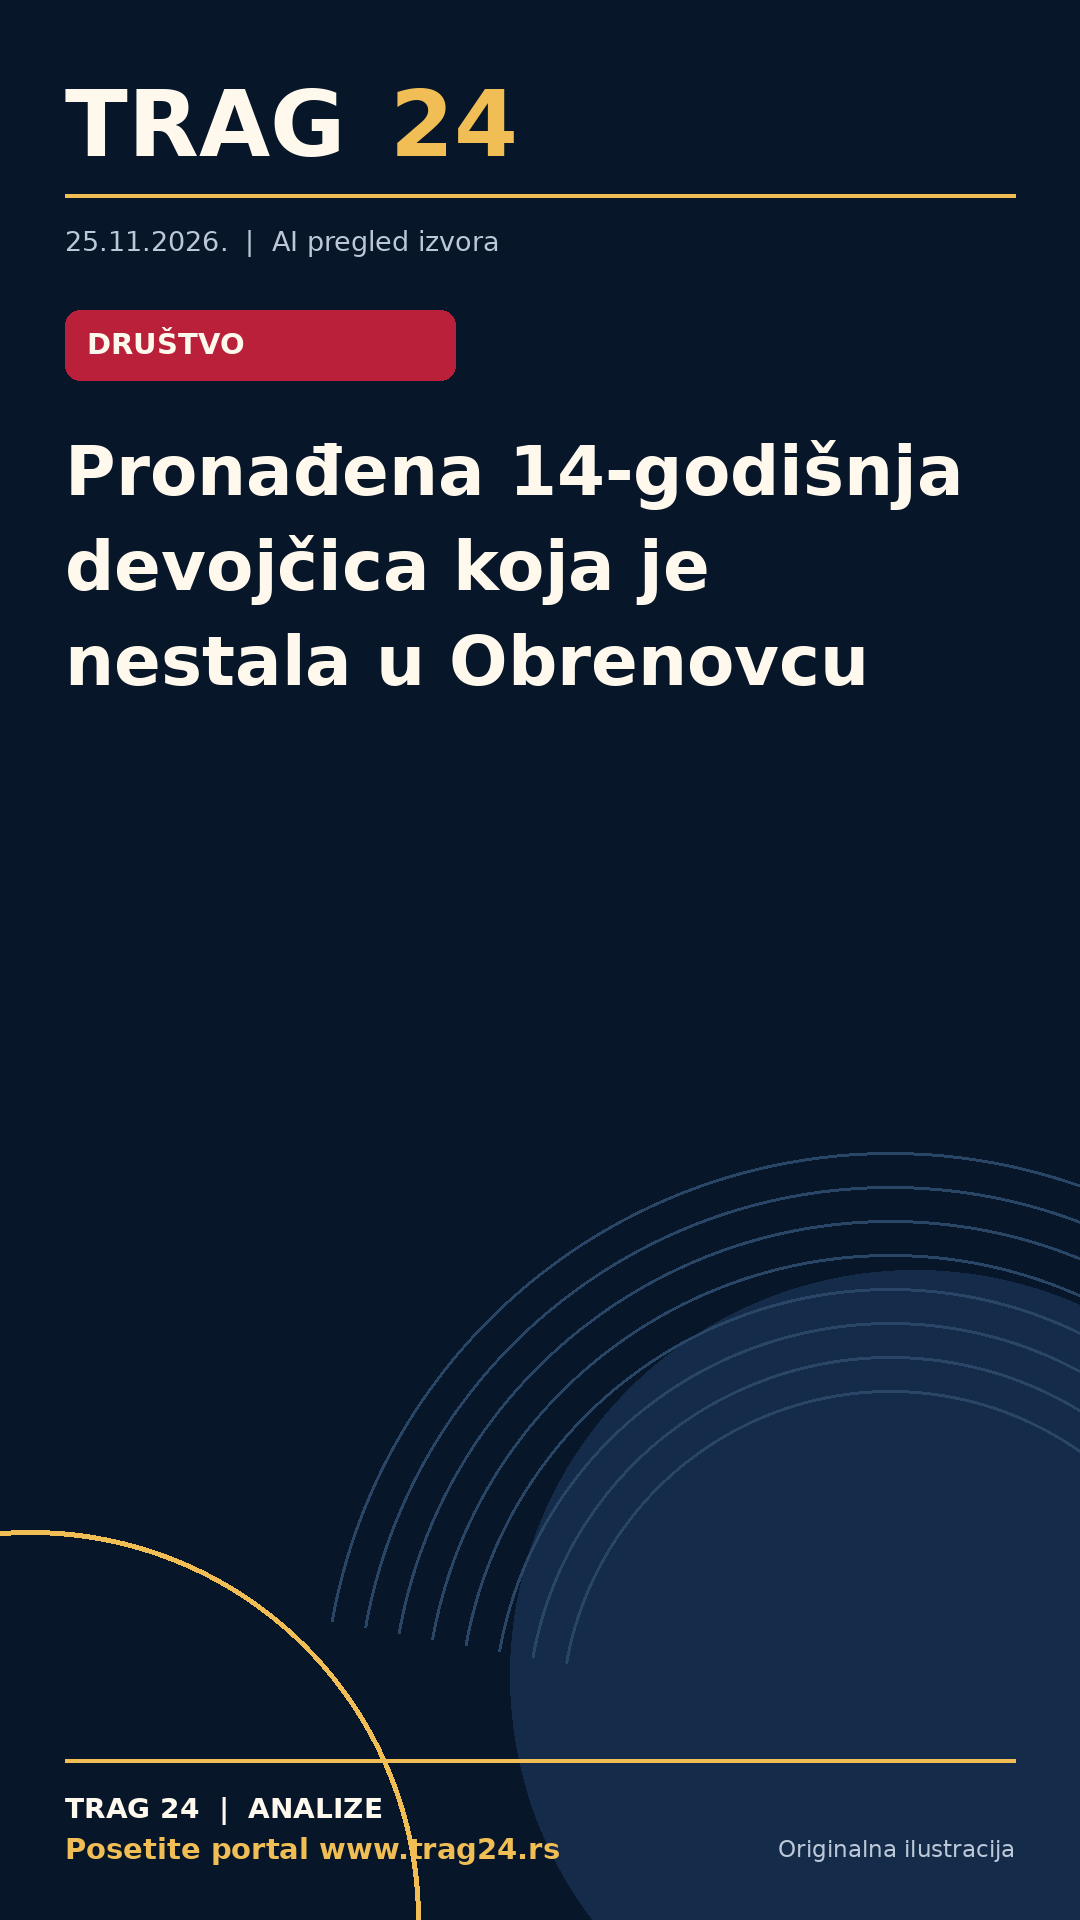 TRAG 24
25.11.2026. | AI pregled izvora
DRUŠTVO
Pronađena 14-godišnja
devojčica koja je
nestala u Obrenovcu
TRAG 24 | ANALIZE
Posetite portal www.trag24.rs
Originalna ilustracija